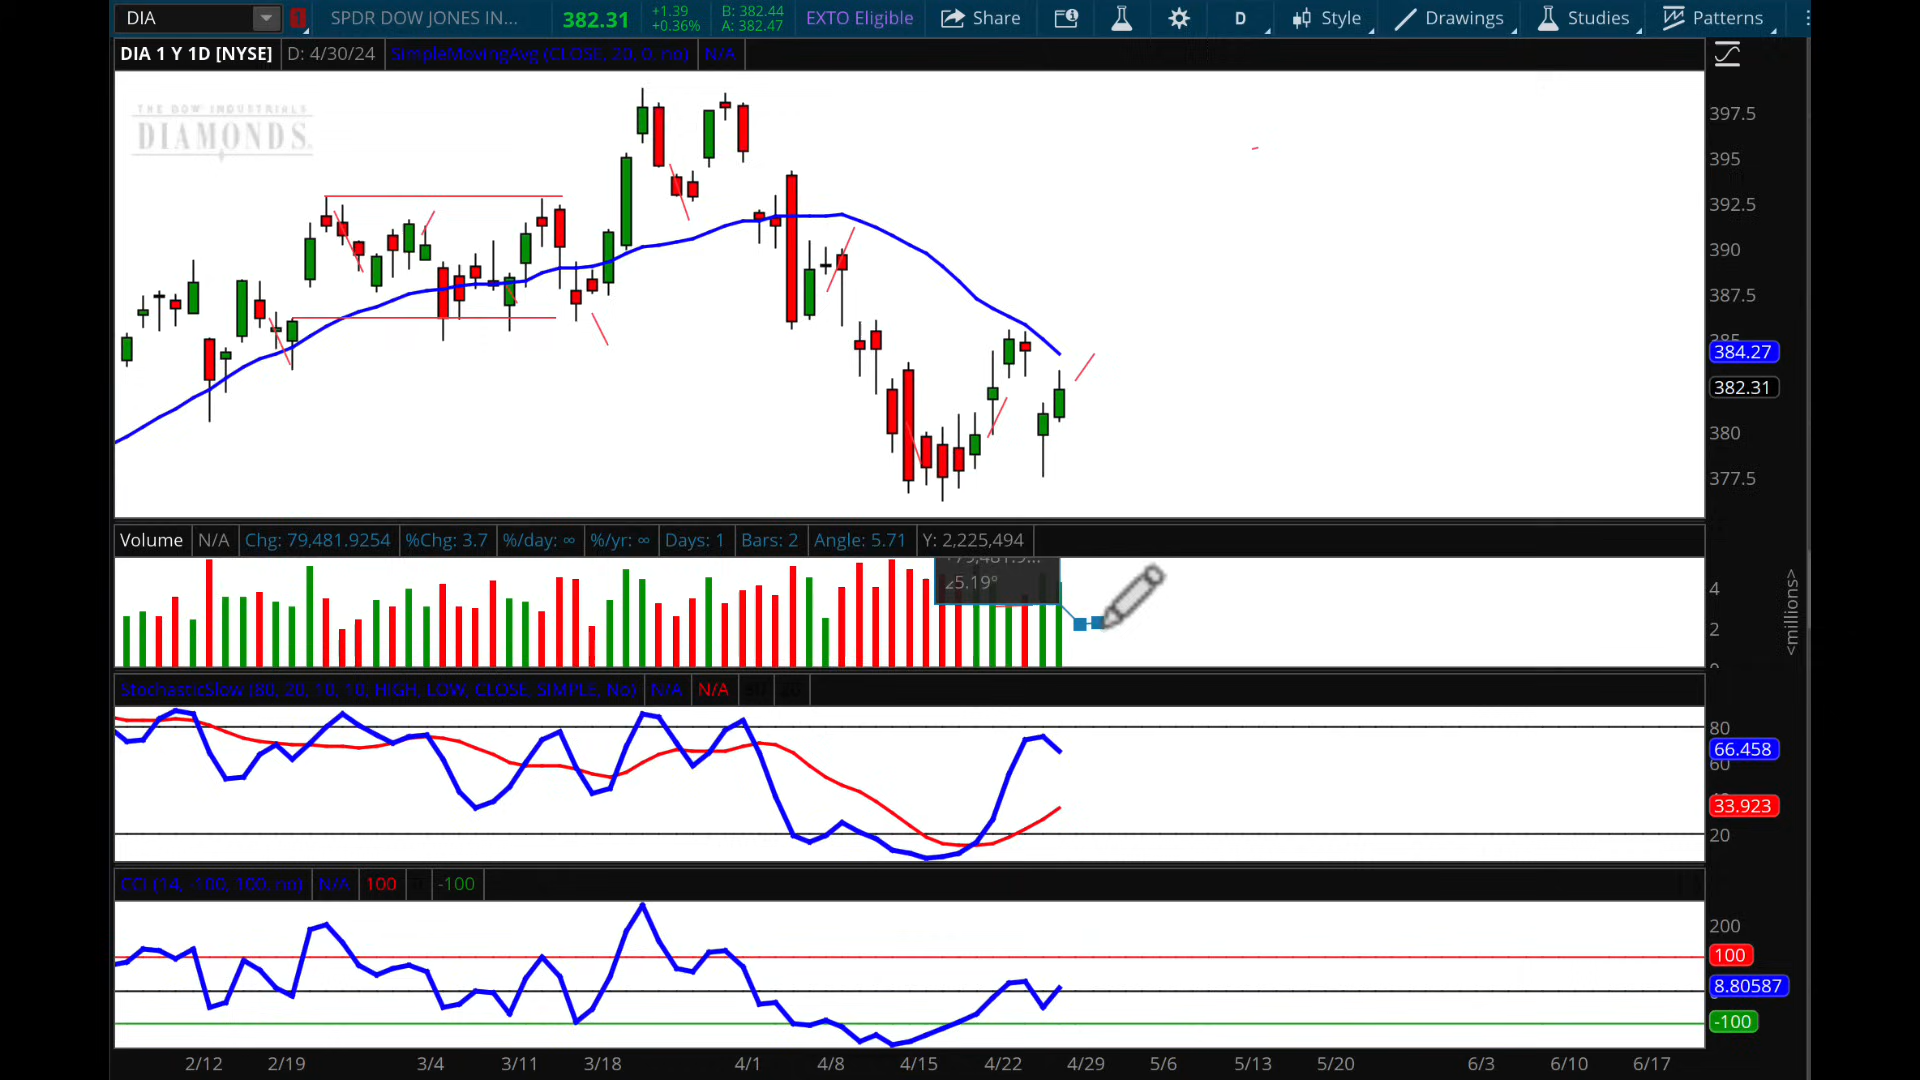 DIA 1 SPDR DOW JONES IN... 382.31 +1.39 +0.36% B: 382.44 A: 382.47 EXTO Eligible Share D Style Drawings Studies Patterns
DIA 1 Y 1D [NYSE] D: 4/30/24 SimpleMovingAvg (CLOSE, 20, 0, no) N/A
THE DOW INDUSTRIALS
DIAMONDS
397.5
395
392.5
390
387.5
385
384.27
382.31
380
377.5
Volume N/A Chg: 79,481.9254 %Chg: 3.7 %/day: ∞ %/yr: ∞ Days: 1 Bars: 2 Angle: 5.71 Y: 2,225,494
25.19°
4
2
0
<millions>
StochasticSlow (80, 20, 10, 10, HIGH, LOW, CLOSE, SIMPLE, No) N/A N/A 80 20
80
66.458
60
33.923
20
CCI (14, -100, 100, no) N/A 100 -100
200
100
8.80587
-100
2/12 2/19 3/4 3/11 3/18 4/1 4/8 4/15 4/22 4/29 5/6 5/13 5/20 6/3 6/10 6/17